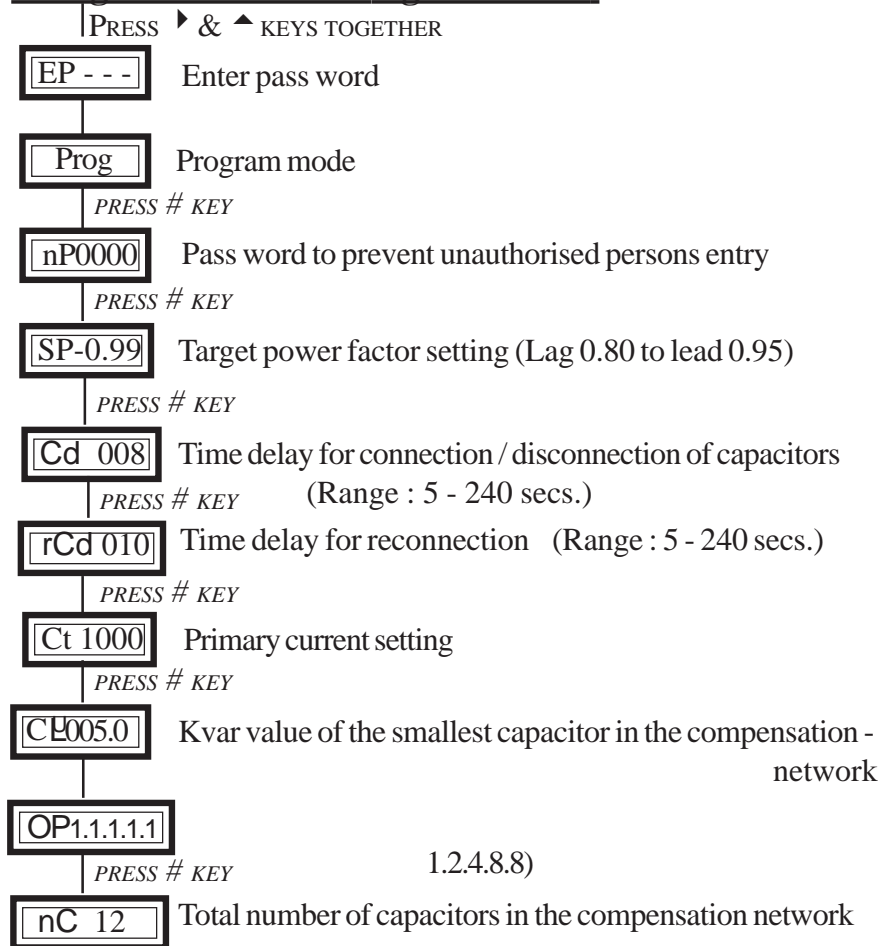 PRESS & KEYS TOGETHER
EP - - - Enter pass word
Prog Program mode
PRESS # KEY
nP0000 Pass word to prevent unauthorised persons entry
PRESS # KEY
SP-0.99 Target power factor setting (Lag 0.80 to lead 0.95)
PRESS # KEY
Cd 008 Time delay for connection / disconnection of capacitors
PRESS # KEY (Range : 5 - 240 secs.)
rCd 010 Time delay for reconnection (Range : 5 - 240 secs.)
PRESS # KEY
Ct 1000 Primary current setting
PRESS # KEY
005.0 Kvar value of the smallest capacitor in the compensation -
network
OP1.1.1.1.1
PRESS # KEY 1.2.4.8.8)
nC 12 Total number of capacitors in the compensation network